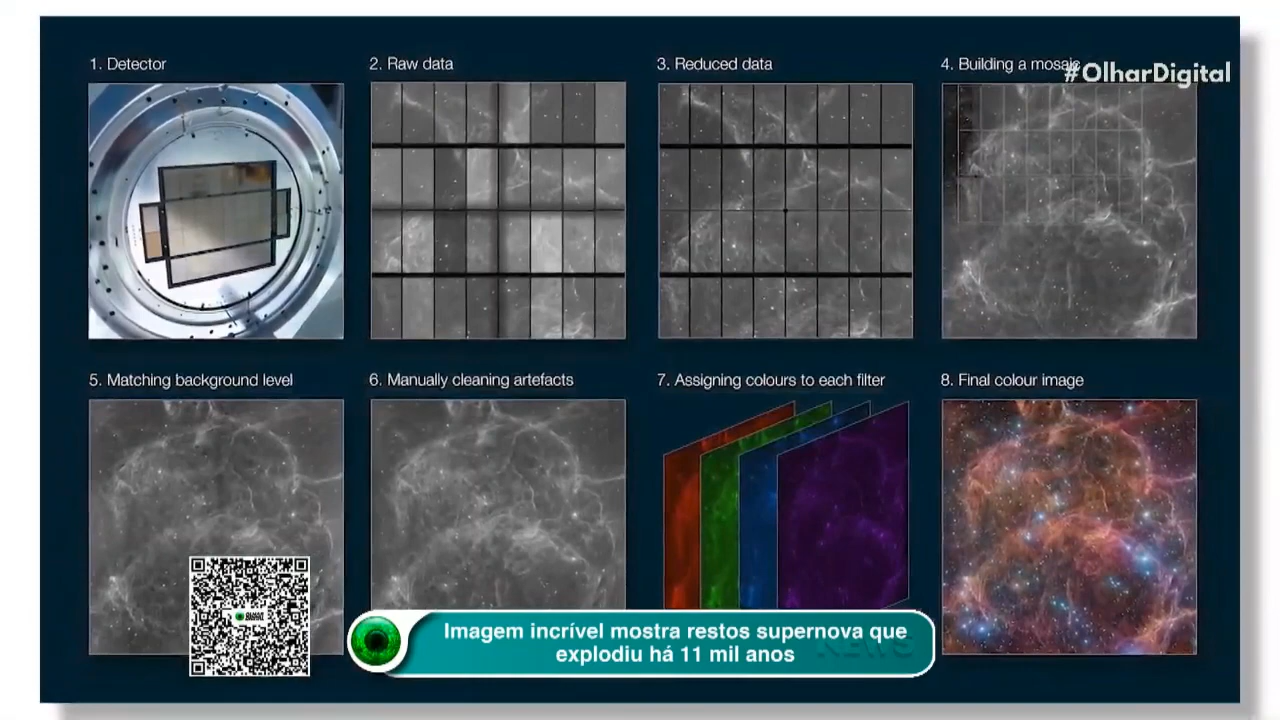 1. Detector
2. Raw data
3. Reduced data
4. Building a mosaic
#OlharDigital
5. Matching background level
6. Manually cleaning artefacts
7. Assigning colours to each filter
8. Final colour image
Imagem incrível mostra restos supernova que
explodiu há 11 mil anos
NEWS